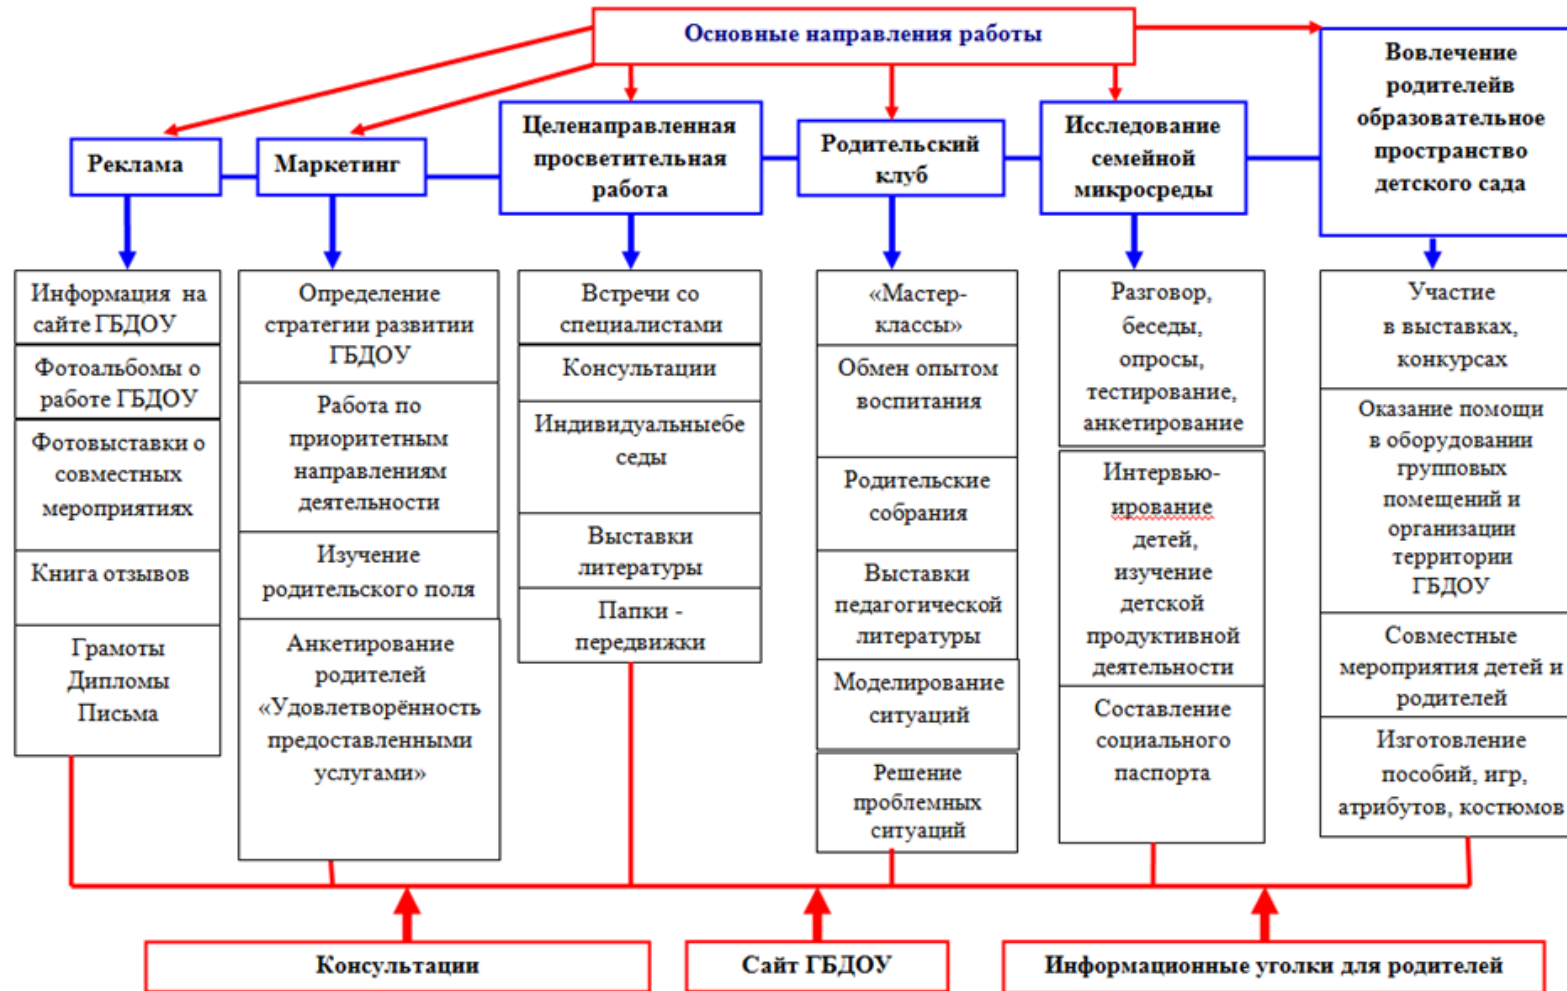 Основные направления работы
Реклама
Маркетинг
Целенаправленная
просветительная
работа
Родительский
клуб
Исследование
семейной
микросреды
Вовлечение
родителейв
образовательное
пространство
детского сада
Информация на
сайте ГБДОУ
Фотоальбомы о
работе ГБДОУ
Фотовыставки о
совместных
мероприятиях
Книга отзывов
Грамоты
Дипломы
Письма
Определение
стратегии развитии
ГБДОУ
Работа по
приоритетным
направлениям
деятельности
Изучение
родительского поля
Анкетирование
родителей
«Удовлетворённость
предоставленными
услугами»
Встречи со
специалистами
Консультации
Индивидуальныебе
седы
Выставки
литературы
Папки -
передвижки
«Мастер-
классы»
Обмен опытом
воспитания
Родительские
собрания
Выставки
педагогической
литературы
Моделирование
ситуаций
Решение
проблемных
ситуаций
Разговор,
беседы,
опросы,
тестирование,
анкетирование
Интервью-
ирование
детей,
изучение
детской
продуктивной
деятельности
Составление
социального
паспорта
Участие
в выставках,
конкурсах
Оказание помощи
в оборудовании
групповых
помещений и
организации
территории
ГБДОУ
Совместные
мероприятия детей и
родителей
Изготовление
пособий, игр,
атрибутов, костюмов
Консультации
Сайт ГБДОУ
Информационные уголки для родителей